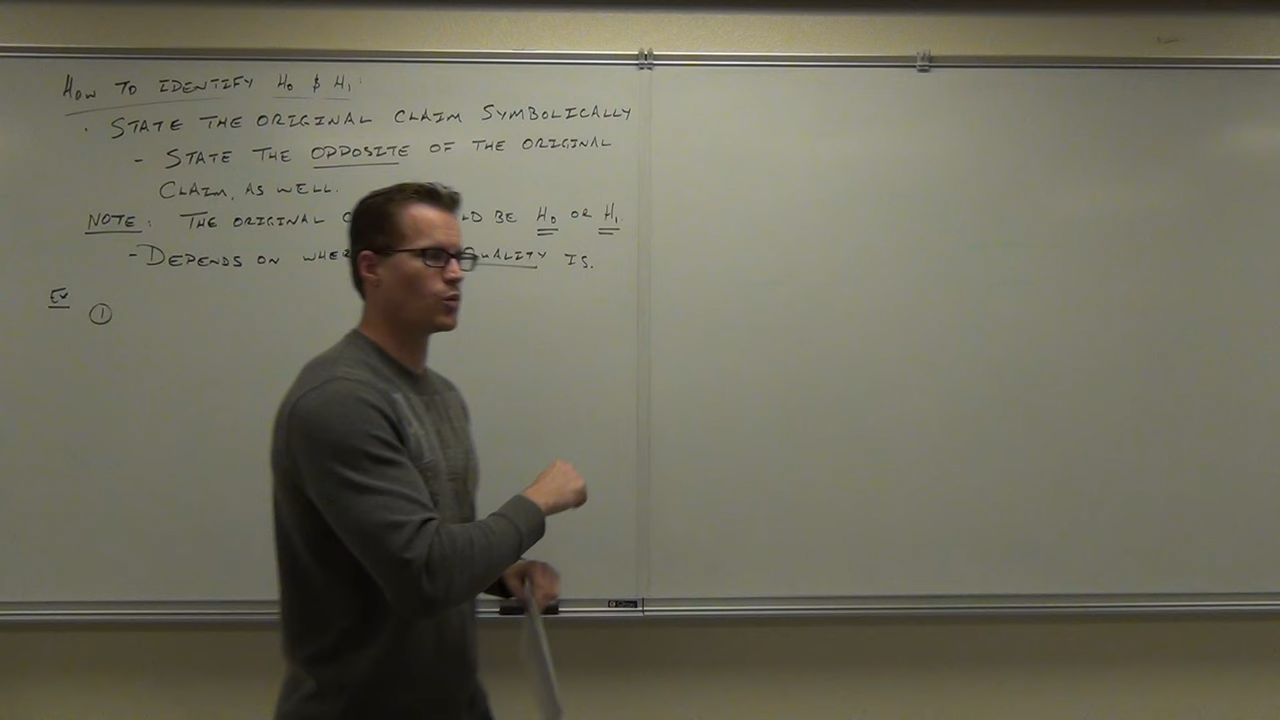 HOW TO IDENTIFY H₀ & H₁:
· STATE THE ORIGINAL CLAIM SYMBOLICALLY
- STATE THE OPPOSITE OF THE ORIGINAL
CLAIM, AS WELL.
NOTE: THE ORIGINAL BE H₀ OR H₁.
- DEPENDS ON IS.
EX ①